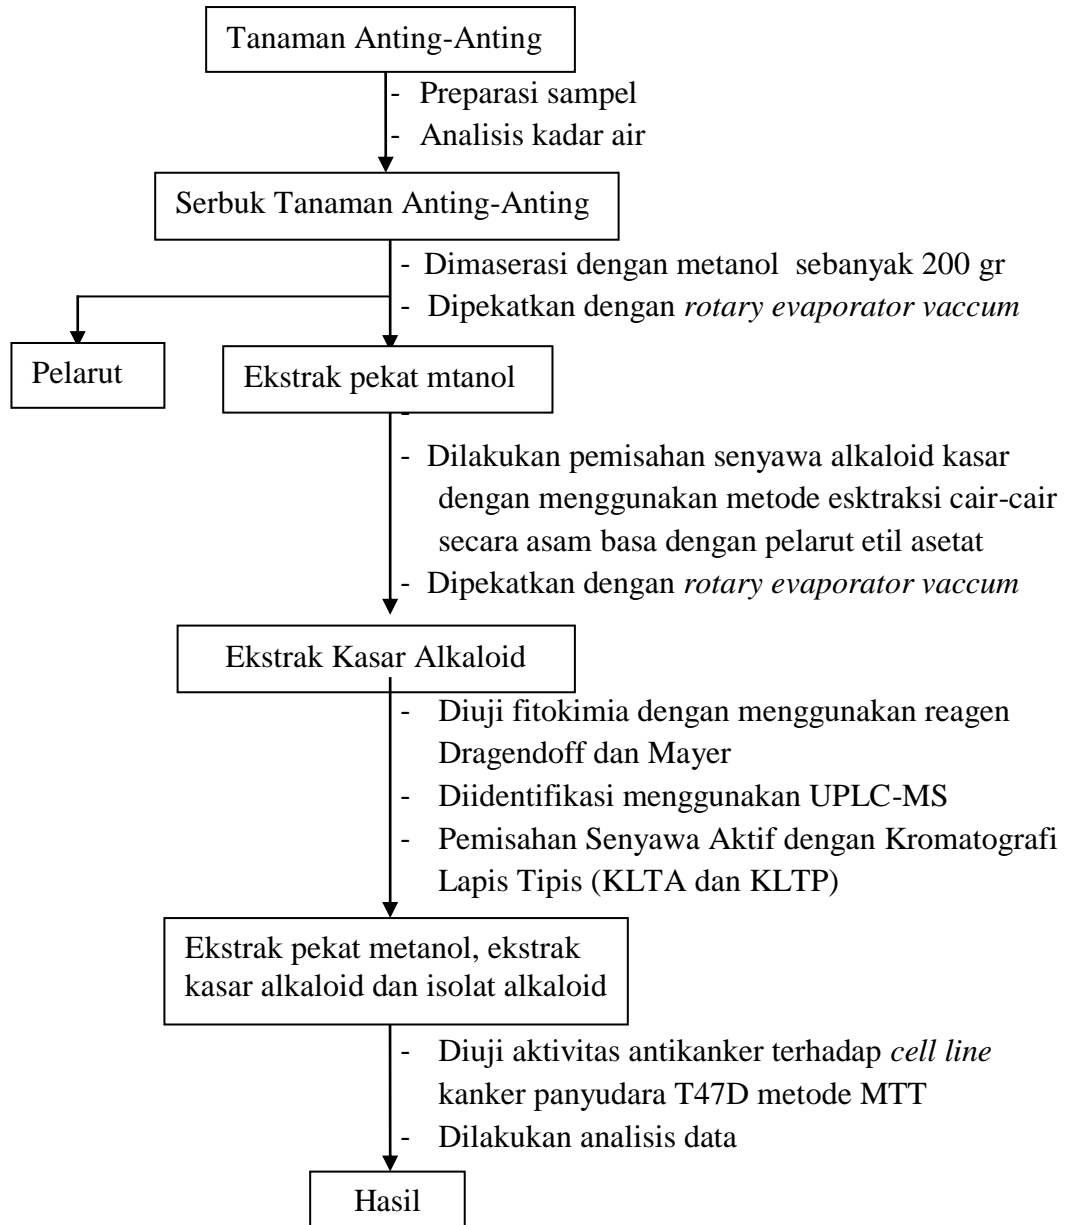 Tanaman Anting-Anting
- Preparasi sampel
- Analisis kadar air
Serbuk Tanaman Anting-Anting
- Dimaserasi dengan metanol sebanyak 200 gr
- Dipekatkan dengan rotary evaporator vaccum
Pelarut
Ekstrak pekat mtanol
-
- Dilakukan pemisahan senyawa alkaloid kasar
dengan menggunakan metode esktraksi cair-cair
secara asam basa dengan pelarut etil asetat
- Dipekatkan dengan rotary evaporator vaccum
Ekstrak Kasar Alkaloid
- Diuji fitokimia dengan menggunakan reagen
Dragendoff dan Mayer
- Diidentifikasi menggunakan UPLC-MS
- Pemisahan Senyawa Aktif dengan Kromatografi
Lapis Tipis (KLTA dan KLTP)
Ekstrak pekat metanol, ekstrak
kasar alkaloid dan isolat alkaloid
- Diuji aktivitas antikanker terhadap cell line
kanker panyudara T47D metode MTT
- Dilakukan analisis data
Hasil